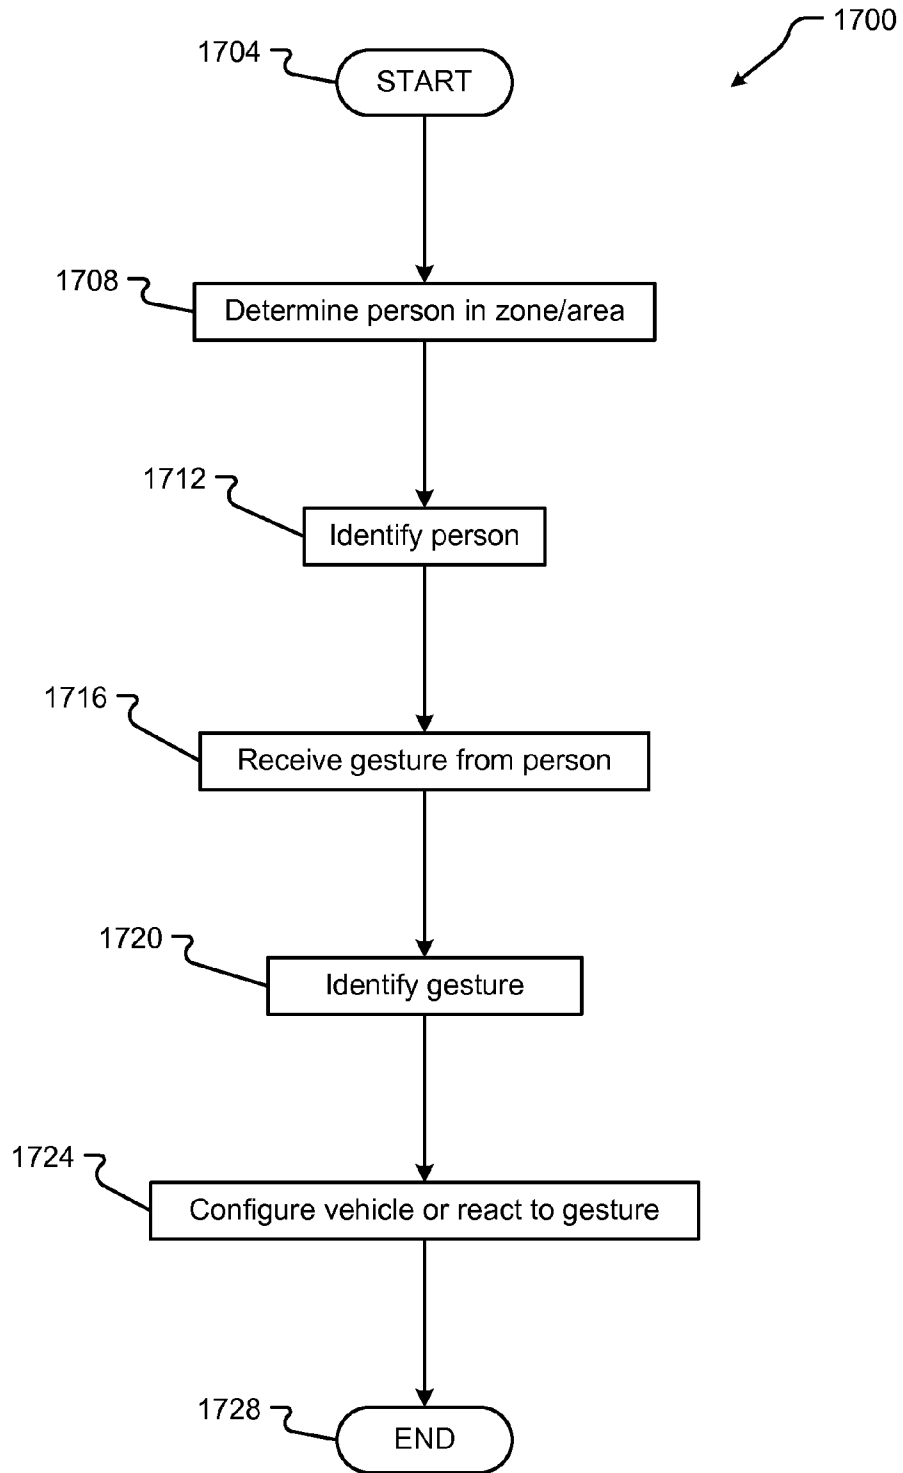 1700
1704
START
1708
Determine person in zone/area
1712
Identify person
1716
Receive gesture from person
1720
Identify gesture
1724
Configure vehicle or react to gesture
1728
END